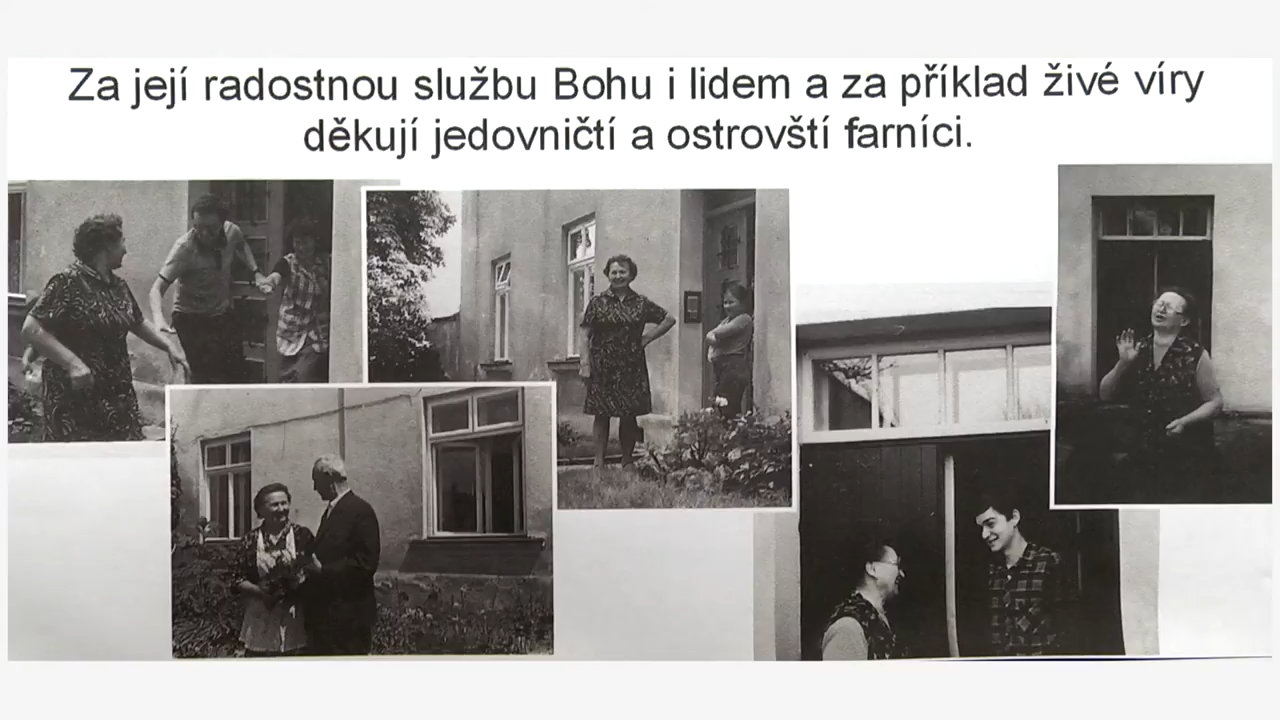 Za její radostnou službu Bohu i lidem a za příklad živé víry
děkují jedovničtí a ostrovští farníci.